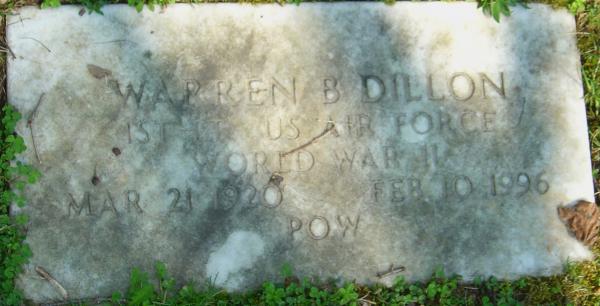 WARREN B DILLON
1ST LT US AIR FORCE
WORLD WAR II
MAR 21 1920 FEB 10 1996
POW